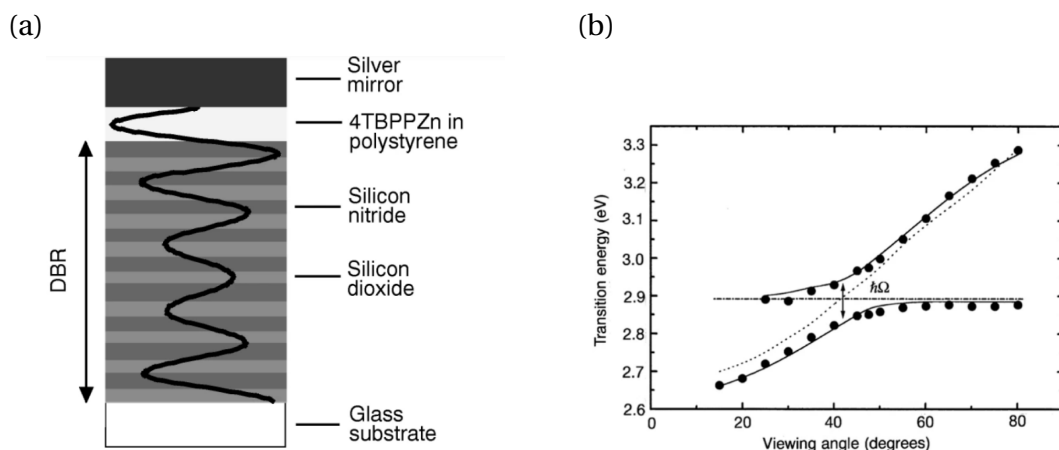 (a)
(b)
Silver
mirror
4TBPPZn in
polystyrene
Silicon
nitride
Silicon
dioxide
Glass
substrate
DBR
Transition energy (eV)
3.3
3.2
3.1
3.0
2.9
2.8
2.7
2.6
ħΩ
0
20
40
60
80
Viewing angle (degrees)